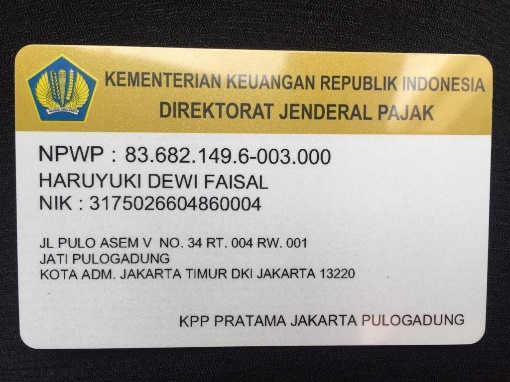 KEMENTERIAN KEUANGAN REPUBLIK INDONESIA
DIREKTORAT JENDERAL PAJAK
NPWP : 83.682.149.6-003.000
HARUYUKI DEWI FAISAL
NIK : 3175026604860004
JL PULO ASEM V NO. 34 RT. 004 RW. 001
JATI PULOGADUNG
KOTA ADM. JAKARTA TIMUR DKI JAKARTA 13220
KPP PRATAMA JAKARTA PULOGADUNG